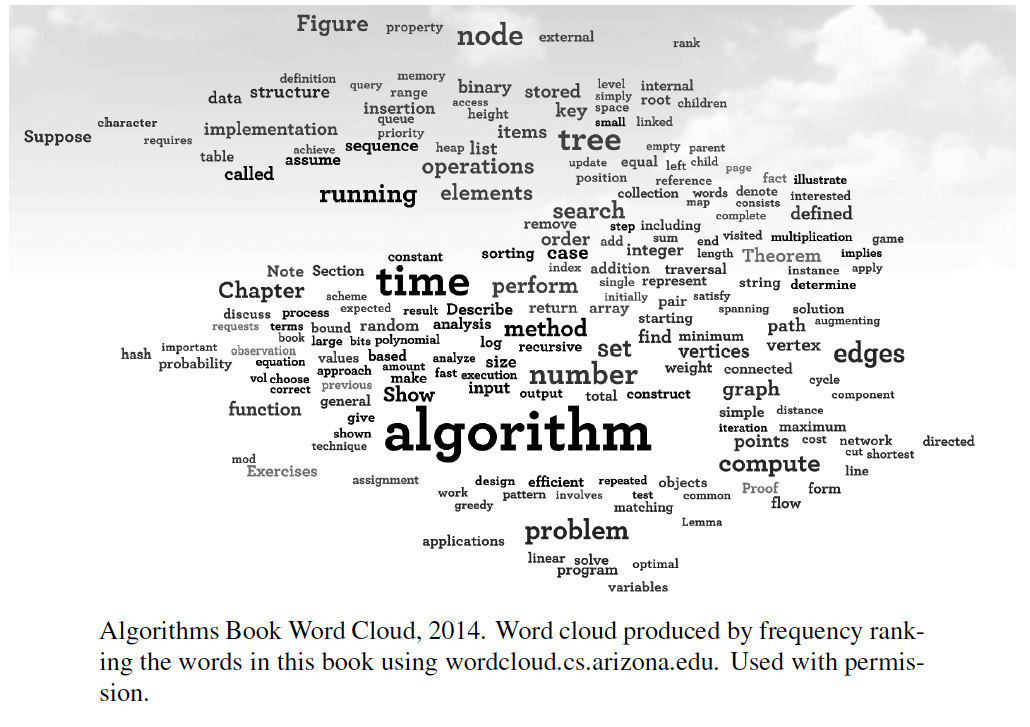 Figure property node external rank
definition query memory binary stored level internal
data structure range access key simply root children
insertion height space
Suppose character queue small linked
requires implementation priority items tree
achieve sequence heap list empty parent
table assume operations update equal left child page
called position reference fact illustrate
running elements collection words denote interested
map consists
search complete defined
remove step including
order add sum end visited multiplication game
constant sorting case integer length Theorem implies
Note Section time index addition traversal instance apply
Chapter scheme perform single represent string determine
expected initially pair satisfy
discuss process result Describe return array spanning solution
requests terms bound random analysis method starting path augmenting
book large bits polynomial log recursive set find minimum
hash important observation vertices vertex edges
probability equation values based analyze size weight connected
approach amount fast execution number
vol choose make cycle
correct previous Show input output total construct graph component
function general
give algorithm simple distance
shown iteration maximum
technique points cost network directed
mod cut shortest
Exercises compute line
assignment design efficient repeated objects
work pattern involves test common Proof form
greedy matching flow
problem Lemma
applications
linear solve optimal
program
variables
Algorithms Book Word Cloud, 2014. Word cloud produced by frequency rank-
ing the words in this book using wordcloud.cs.arizona.edu. Used with permis-
sion.